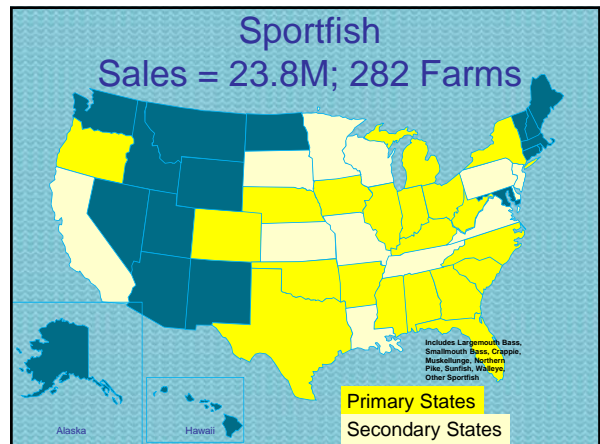 Sportfish
Sales = 23.8M; 282 Farms
Includes Largemouth Bass,
Smallmouth Bass, Crappie,
Muskellunge, Northern
Pike, Sunfish, Walleye,
Other Sportfish
Primary States
Secondary States
Alaska
Hawaii